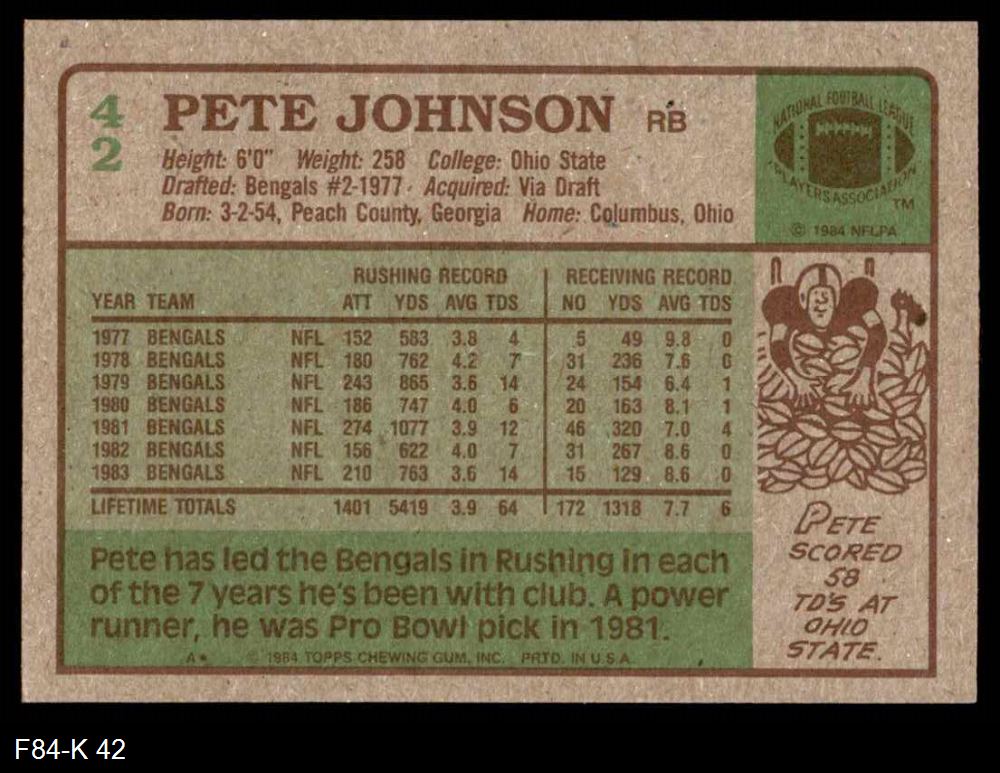 42
PETE JOHNSON RB
Height: 6'0" Weight: 258 College: Ohio State
Drafted: Bengals #2-1977 · Acquired: Via Draft
Born: 3-2-54, Peach County, Georgia Home: Columbus, Ohio
NATIONAL FOOTBALL LEAGUE
PLAYERS ASSOCIATION
TM
© 1984 NFLPA
RUSHING RECORD RECEIVING RECORD
YEAR TEAM ATT YDS AVG TDS NO YDS AVG TDS
1977 BENGALS NFL 152 583 3.8 4 5 49 9.8 0
1978 BENGALS NFL 180 762 4.2 7 31 236 7.6 0
1979 BENGALS NFL 243 865 3.6 14 24 154 6.4 1
1980 BENGALS NFL 186 747 4.0 6 20 163 8.1 1
1981 BENGALS NFL 274 1077 3.9 12 46 320 7.0 4
1982 BENGALS NFL 156 622 4.0 7 31 267 8.6 0
1983 BENGALS NFL 210 763 3.6 14 15 129 8.6 0
LIFETIME TOTALS 1401 5419 3.9 64 172 1318 7.7 6
Pete has led the Bengals in Rushing in each
of the 7 years he's been with club. A power
runner, he was Pro Bowl pick in 1981.
A* © 1984 TOPPS CHEWING GUM, INC. PRTD. IN U.S.A.
PETE
SCORED
58
TD'S AT
OHIO
STATE.
F84-K 42